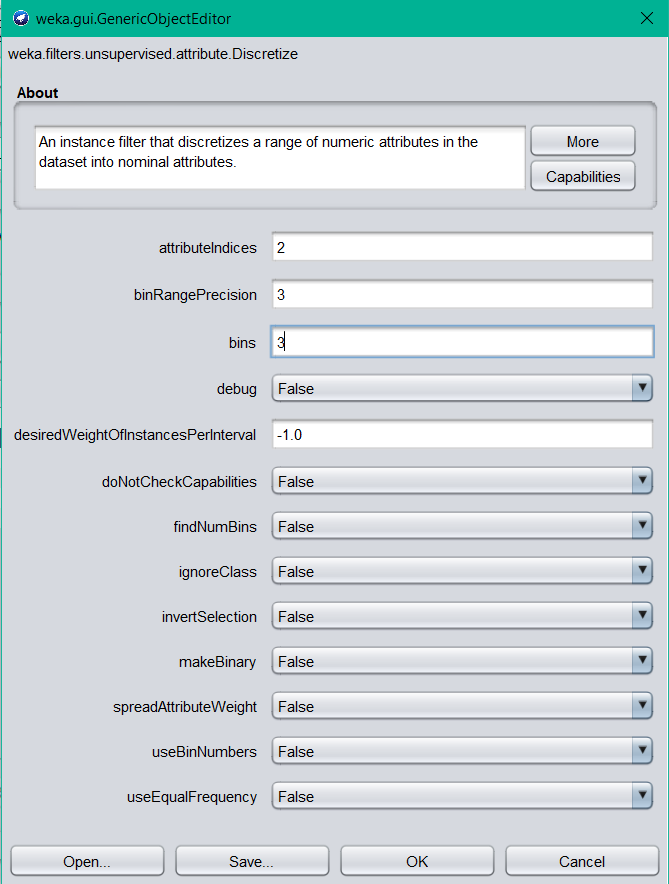 weka.gui.GenericObjectEditor
weka.filters.unsupervised.attribute.Discretize
About
An instance filter that discretizes a range of numeric attributes in the
dataset into nominal attributes.
More
Capabilities
attributeIndices 2
binRangePrecision 3
bins 3
debug False
desiredWeightOfInstancesPerInterval -1.0
doNotCheckCapabilities False
findNumBins False
ignoreClass False
invertSelection False
makeBinary False
spreadAttributeWeight False
useBinNumbers False
useEqualFrequency False
Open... Save... OK Cancel